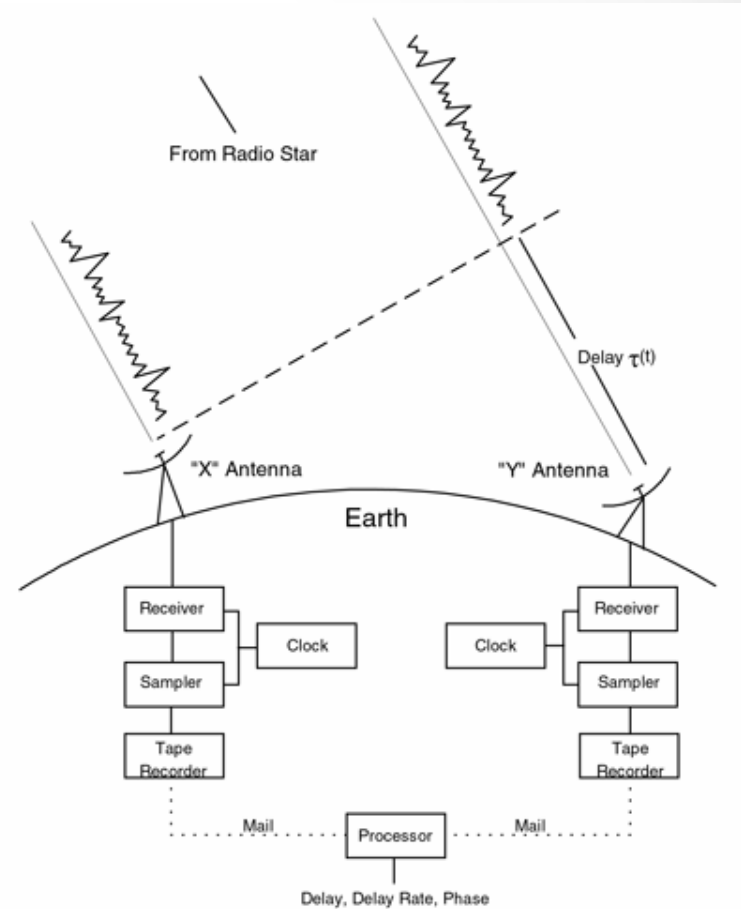 From Radio Star
Delay τ(t)
"X" Antenna
"Y" Antenna
Earth
Receiver
Receiver
Clock
Clock
Sampler
Sampler
Tape
Recorder
Tape
Recorder
Mail
Processor
Mail
Delay, Delay Rate, Phase